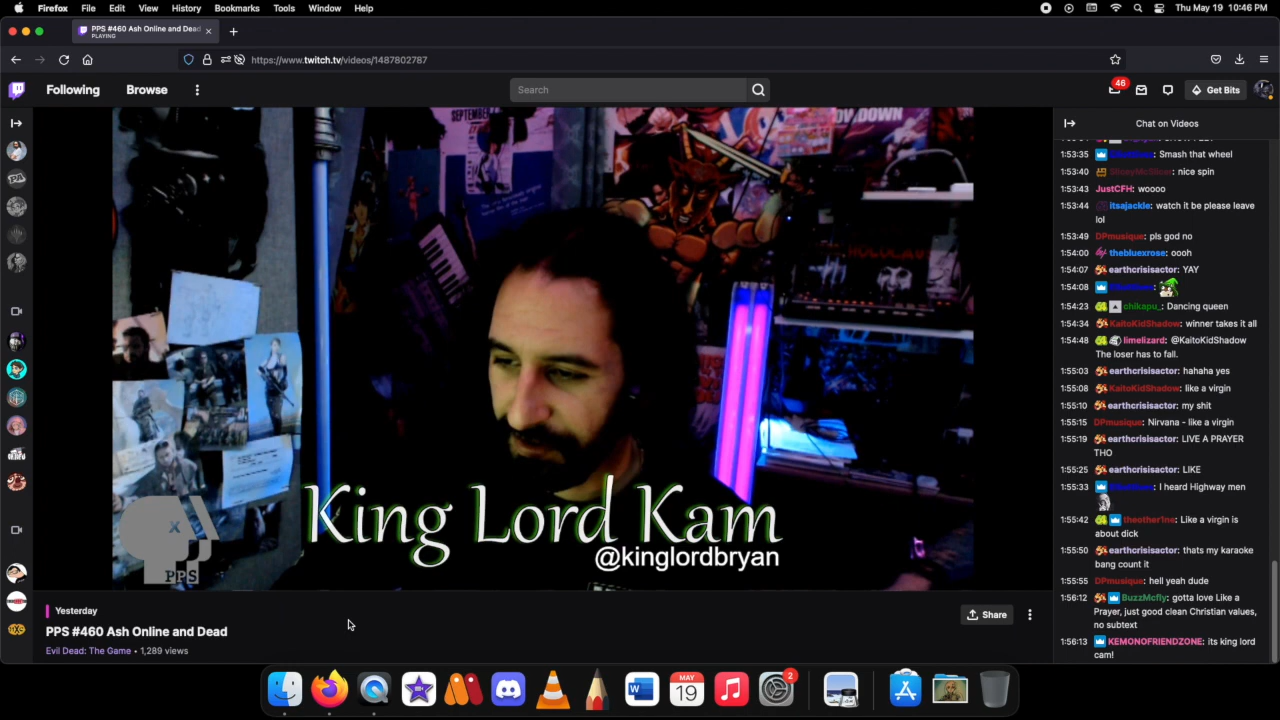 Firefox File Edit View History Bookmarks Tools Window Help
Thu May 19 10:46 PM
PPS #460 Ash Online and Dead
PLAYING
https://www.twitch.tv/videos/1487802787
Following Browse
Search
46
Get Bits
SEPTEMBER
King Lord Kam
@kinglordbryan
X
PPS
Yesterday
PPS #460 Ash Online and Dead
Evil Dead: The Game • 1,289 views
Share
Chat on Videos
1:53:35 : Smash that wheel
1:53:40 SliceyMcSlicer: nice spin
1:53:43 JustCFH: woooo
1:53:44 itsajackle: watch it be please leave
lol
1:53:49 DPmusique: pls god no
1:54:00 thebluexrose: oooh
1:54:07 earthcrisisactor: YAY
1:54:08
1:54:23 chikapu_: Dancing queen
1:54:34 KaitoKidShadow: winner takes it all
1:54:48 limelizard: @KaitoKidShadow
The loser has to fall.
1:55:03 earthcrisisactor: hahaha yes
1:55:08 KaitoKidShadow: like a virgin
1:55:10 earthcrisisactor: my shit
1:55:15 DPmusique: Nirvana - like a virgin
1:55:19 earthcrisisactor: LIVE A PRAYER
THO
1:55:25 earthcrisisactor: LIKE
1:55:33 : I heard Highway men
1:55:42 theother1ne: Like a virgin is
about dick
1:55:50 earthcrisisactor: thats my karaoke
bang count it
1:55:55 DPmusique: hell yeah dude
1:56:12 BuzzMcfly: gotta love Like a
Prayer, just good clean Christian values,
no subtext
1:56:13 KEMONOFRIENDZONE: its king lord
cam!
MAY
19
2